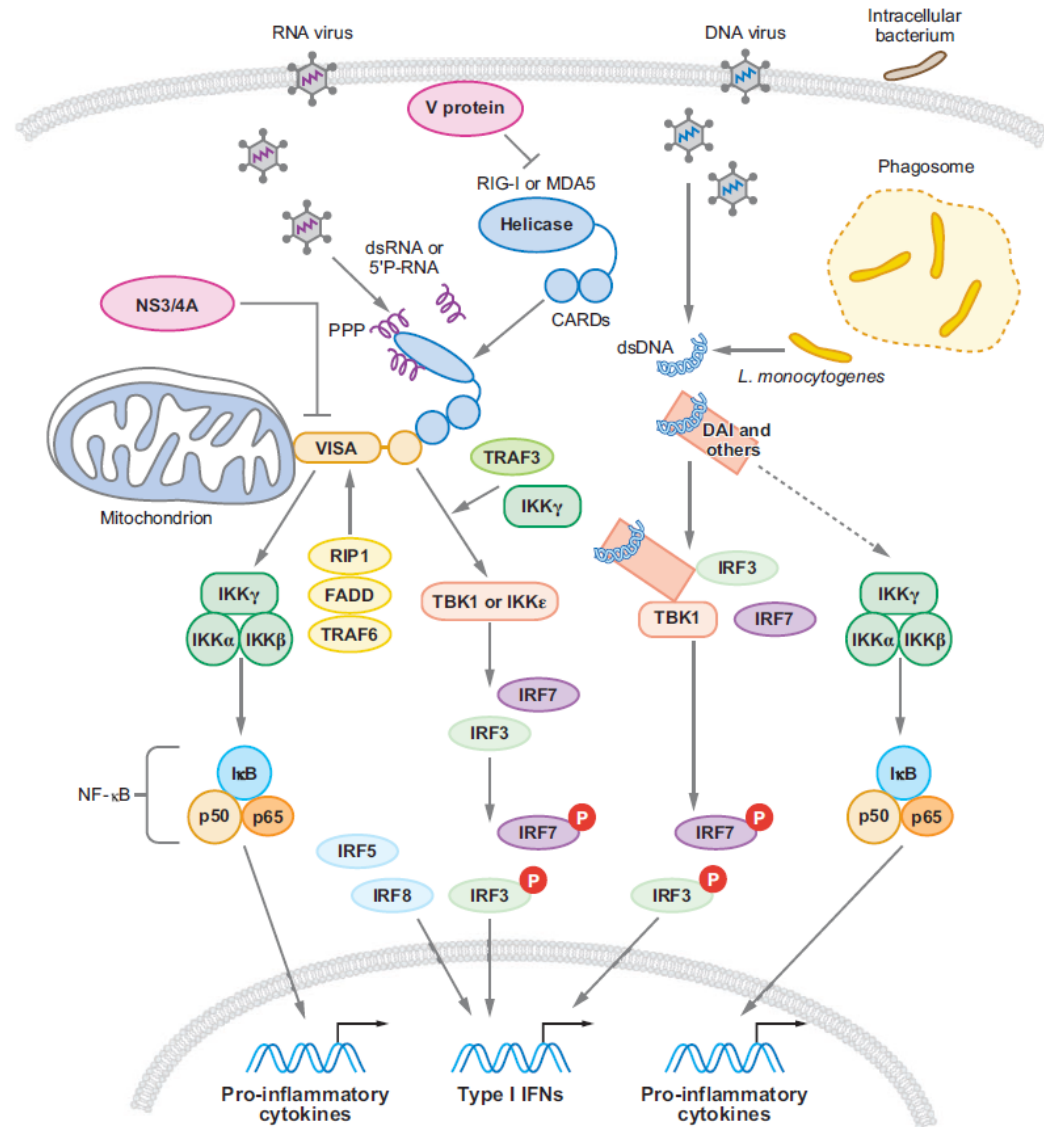 RNA virus
DNA virus
Intracellular
bacterium
V protein
RIG-I or MDA5
Helicase
CARDs
Phagosome
dsRNA or
5'P-RNA
PPP
NS3/4A
dsDNA
L. monocytogenes
DAI and
others
VISA
Mitochondrion
TRAF3
IKKγ
RIP1
FADD
TRAF6
IKKγ
IKKα
IKKβ
TBK1 or IKKε
IRF3
TBK1
IRF7
IKKγ
IKKα
IKKβ
IRF7
IRF3
NF-κB
IκB
p50
p65
IκB
p50
p65
IRF7
P
IRF7
P
IRF5
IRF8
IRF3
P
IRF3
P
Pro-inflammatory
cytokines
Type I IFNs
Pro-inflammatory
cytokines